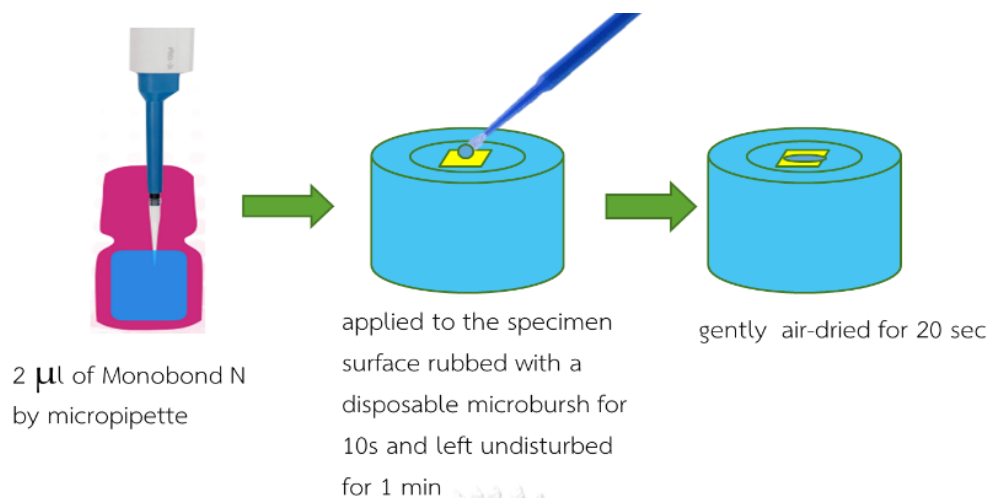 2 μl of Monobond N
by micropipette
applied to the specimen
surface rubbed with a
disposable microbursh for
10s and left undisturbed
for 1 min
gently air-dried for 20 sec